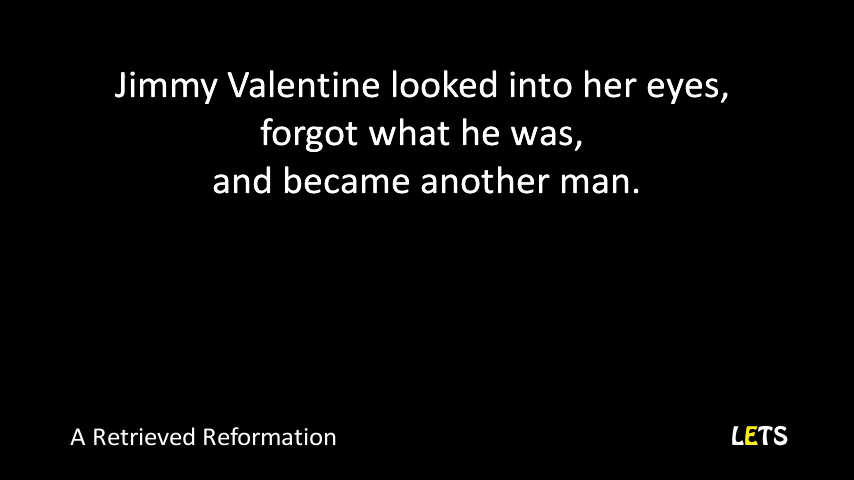 Jimmy Valentine looked into her eyes,
forgot what he was,
and became another man.
A Retrieved Reformation
LETS